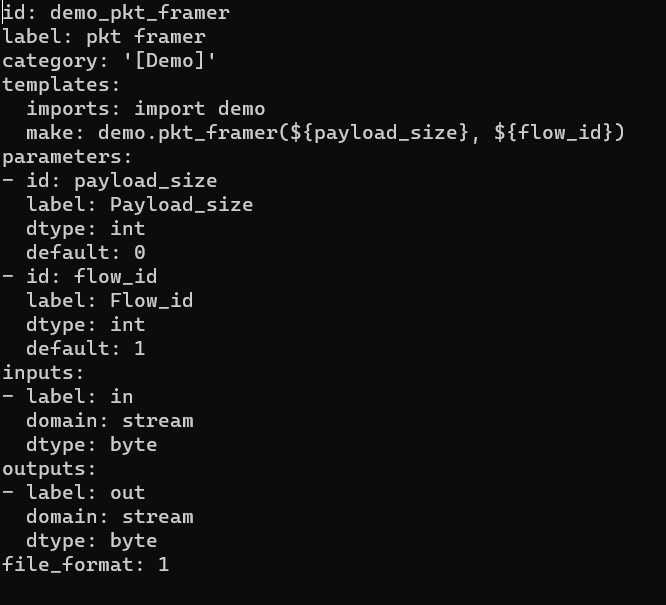 id: demo_pkt_framer
label: pkt framer
category: '[Demo]'
templates:
  imports: import demo
  make: demo.pkt_framer(${payload_size}, ${flow_id})
parameters:
- id: payload_size
  label: Payload_size
  dtype: int
  default: 0
- id: flow_id
  label: Flow_id
  dtype: int
  default: 1
inputs:
- label: in
  domain: stream
  dtype: byte
outputs:
- label: out
  domain: stream
  dtype: byte
file_format: 1